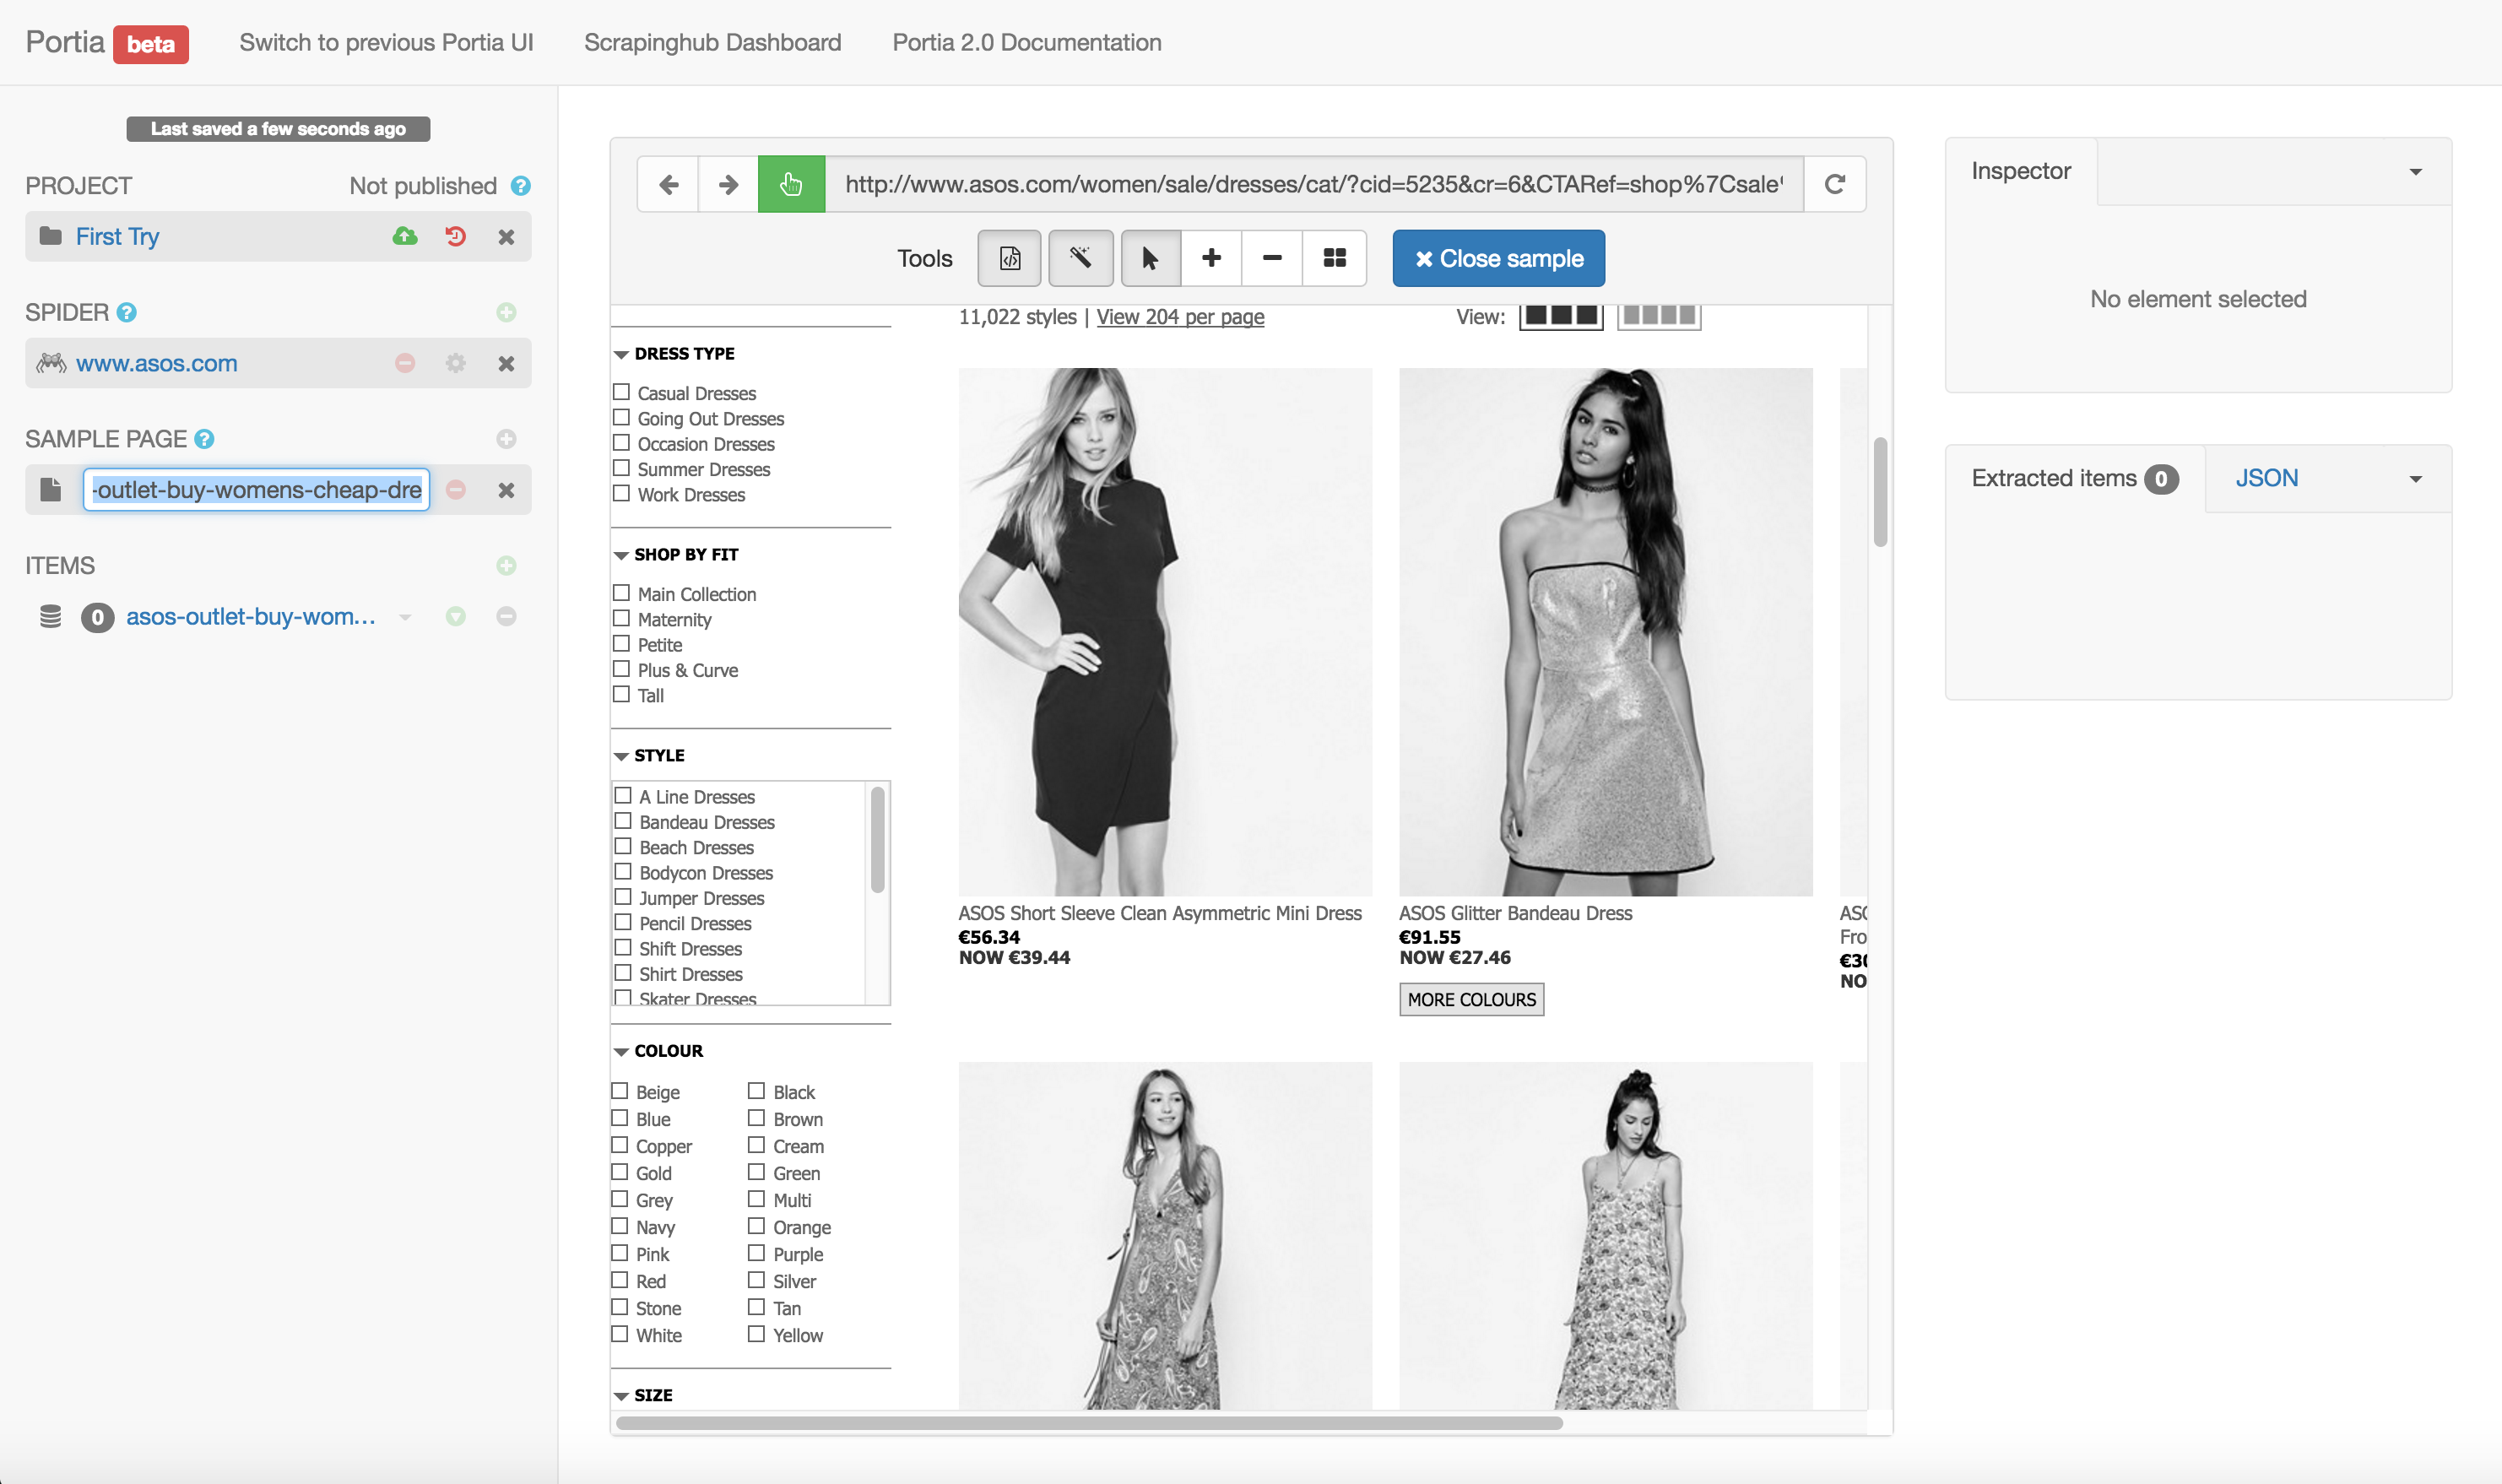 Portia beta Switch to previous Portia UI Scrapinghub Dashboard Portia 2.0 Documentation
Last saved a few seconds ago
PROJECT Not published ?
First Try
SPIDER ?
www.asos.com
SAMPLE PAGE ?
-outlet-buy-womens-cheap-dre
ITEMS
0 asos-outlet-buy-wom...
http://www.asos.com/women/sale/dresses/cat/?cid=5235&cr=6&CTARef=shop%7Csale
Tools Close sample
11,022 styles | View 204 per page View:
DRESS TYPE
Casual Dresses
Going Out Dresses
Occasion Dresses
Summer Dresses
Work Dresses
SHOP BY FIT
Main Collection
Maternity
Petite
Plus & Curve
Tall
STYLE
A Line Dresses
Bandeau Dresses
Beach Dresses
Bodycon Dresses
Jumper Dresses
Pencil Dresses
Shift Dresses
Shirt Dresses
Skater Dresses
COLOUR
Beige Black
Blue Brown
Copper Cream
Gold Green
Grey Multi
Navy Orange
Pink Purple
Red Silver
Stone Tan
White Yellow
SIZE
ASOS Short Sleeve Clean Asymmetric Mini Dress
€56.34
NOW €39.44
ASOS Glitter Bandeau Dress
€91.55
NOW €27.46
MORE COLOURS
Fro
NO
Inspector
No element selected
Extracted items 0 JSON